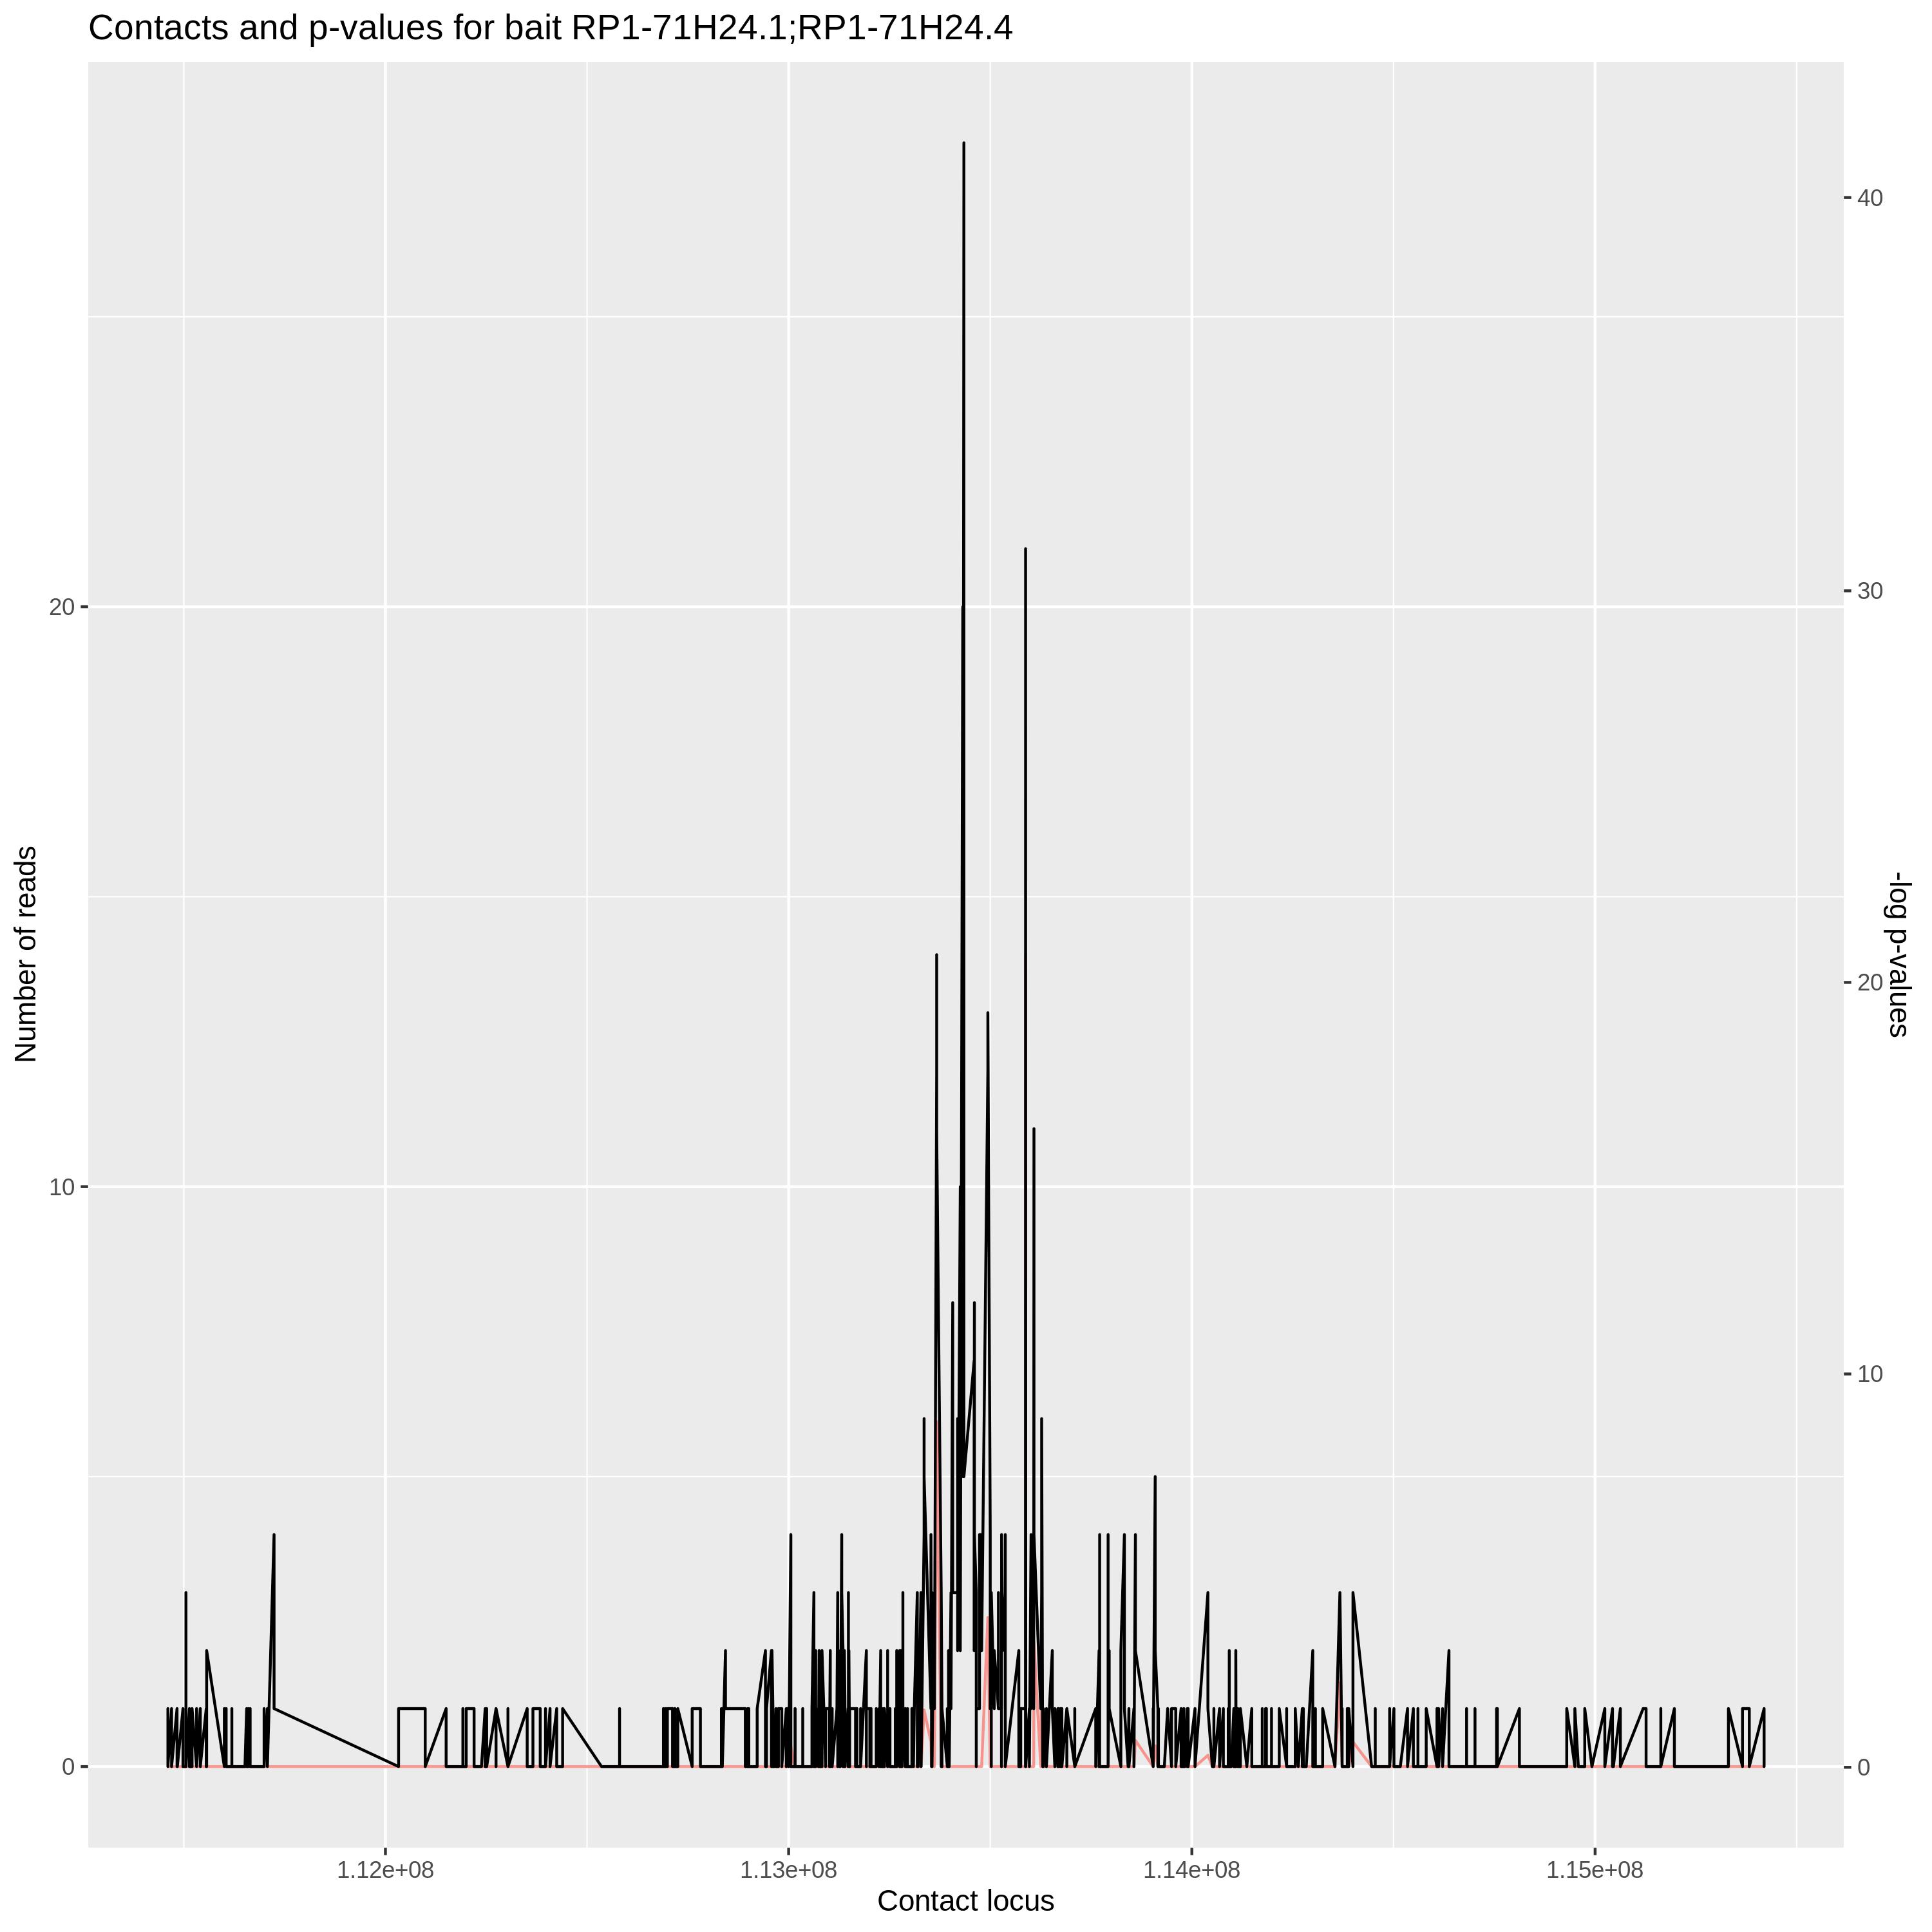 Contacts and p-values for bait RP1-71H24.1;RP1-71H24.4
40
30
20
20
10
10
0
0
Number of reads
-log p-values
1.12e+08 1.13e+08 1.14e+08 1.15e+08
Contact locus